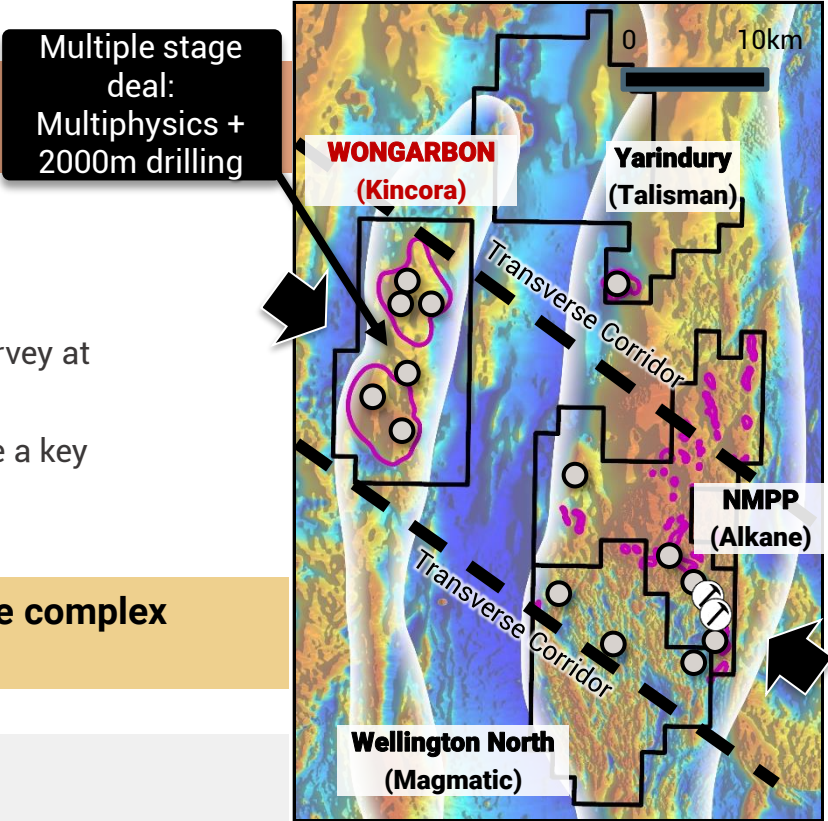 Multiple stage
deal:
Multiphysics +
2000m drilling
0 10km
WONGARBON
(Kincora)
Yarindury
(Talisman)
Transverse Corridor
rvey at
e a key
NMPP
(Alkane)
Transverse Corridor
e complex
Wellington North
(Magmatic)